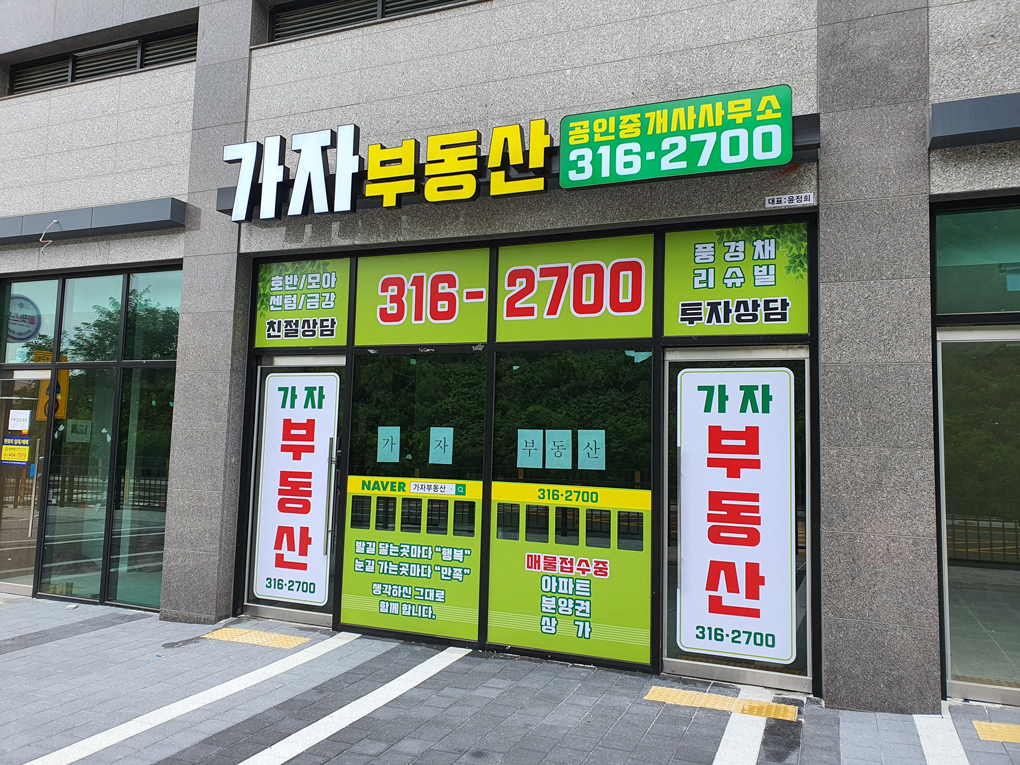 가자부동산
공인중개사사무소
316-2700
대표:윤정희
호반/모아
센텀/금강
친절상담
316-2700
풍경채
리슈빌
투자상담
가자
부동산
316-2700
가 자 부동산
NAVER 가자부동산
발길 닿는곳마다 "행복"
눈길 가는곳마다 "만족"
생각하신 그대로
함께 합니다.
316-2700
매물접수중
아파트
분양권
상가
가자
부동산
316-2700